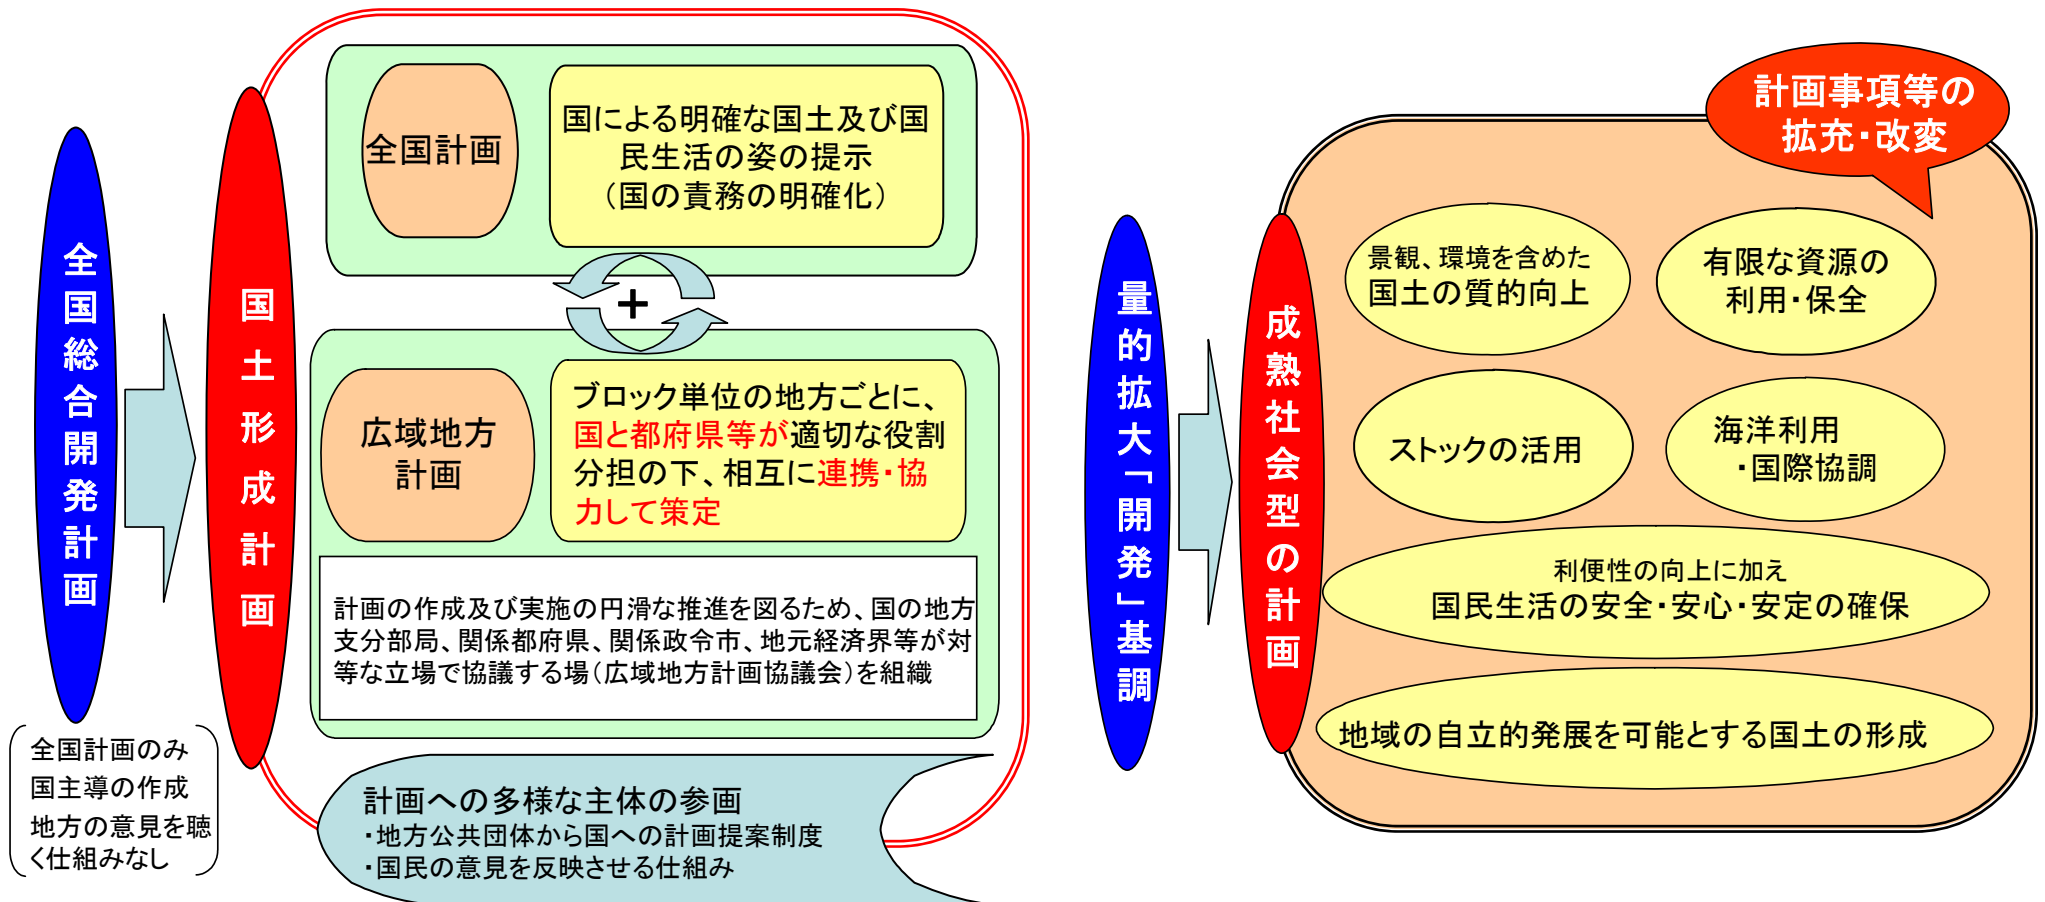 全国総合開発計画
全国計画のみ
国主導の作成
地方の意見を聴
く仕組みなし
国土形成計画
全国計画
国による明確な国土及び国
民生活の姿の提示
（国の責務の明確化）
+
広域地方
計画
ブロック単位の地方ごとに、
国と都府県等が適切な役割
分担の下、相互に連携・協
力して策定
計画の作成及び実施の円滑な推進を図るため、国の地方
支分部局、関係都府県、関係政令市、地元経済界等が対
等な立場で協議する場（広域地方計画協議会）を組織
計画への多様な主体の参画
・地方公共団体から国への計画提案制度
・国民の意見を反映させる仕組み
量的拡大「開発」基調
成熟社会型の計画
計画事項等の
拡充・改変
景観、環境を含めた
国土の質的向上
有限な資源の
利用・保全
ストックの活用
海洋利用
・国際協調
利便性の向上に加え
国民生活の安全・安心・安定の確保
地域の自立的発展を可能とする国土の形成